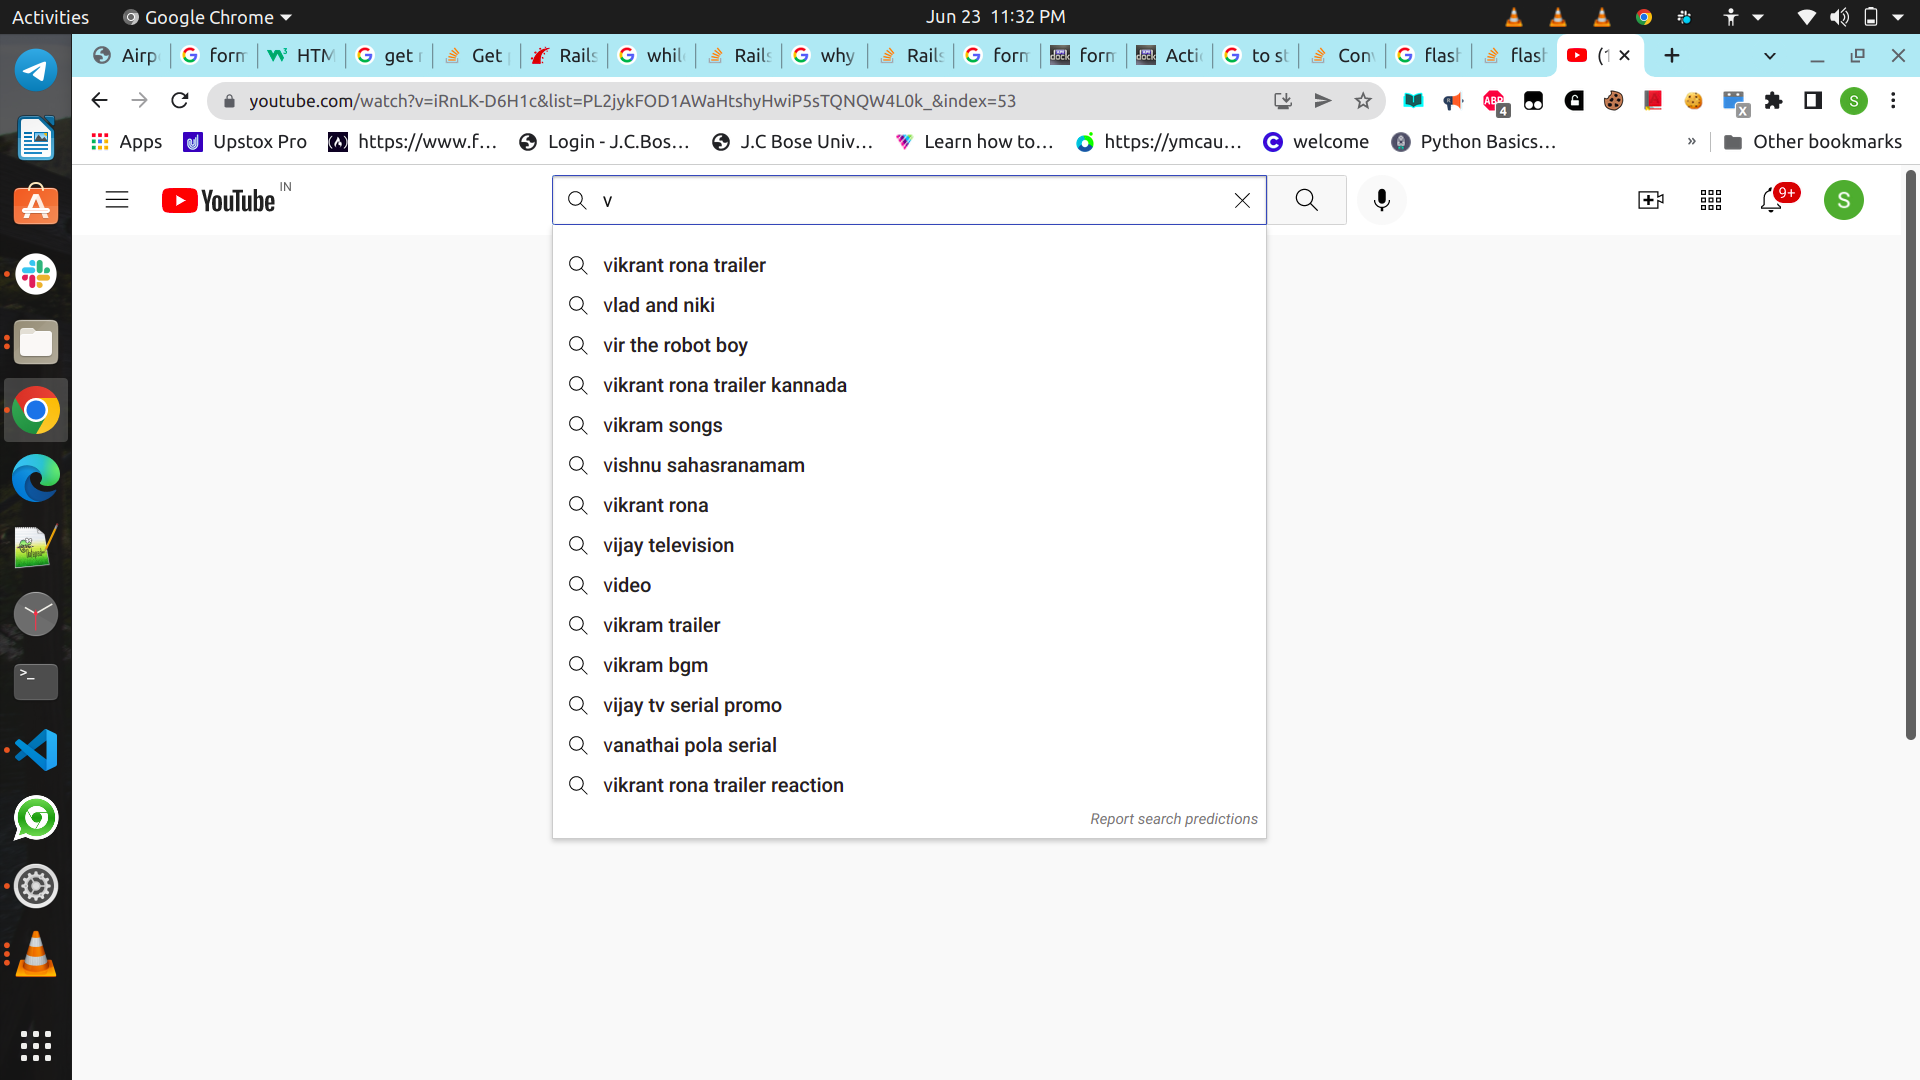 Activities Google Chrome Jun 23 11:32 PM
Airp form HTM get r Get p Rails while Rails why Rails form form Actio to st Conv flash flash (1
youtube.com/watch?v=iRnLK-D6H1c&list=PL2jykFOD1AWaHtshyHwiP5sTQNQW4L0k_&index=53 ABP 4 X S
Apps Upstox Pro (A) https://www.f... Login - J.C.Bos... J.C Bose Univ... Learn how to... https://ymcau... welcome Python Basics... » Other bookmarks
YouTube IN v 9+ S
vikrant rona trailer
vlad and niki
vir the robot boy
vikrant rona trailer kannada
vikram songs
vishnu sahasranamam
vikrant rona
vijay television
video
vikram trailer
vikram bgm
vijay tv serial promo
vanathai pola serial
vikrant rona trailer reaction
Report search predictions